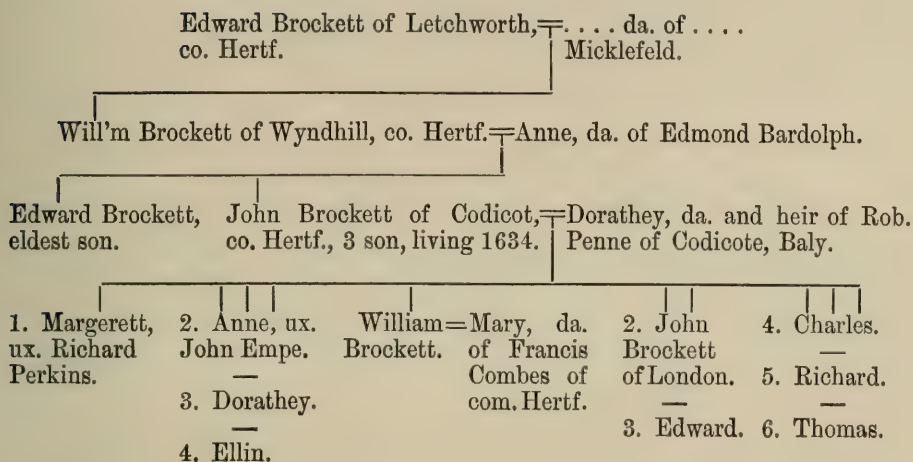 Edward Brockett of Letchworth,=. . . . da. of . . . .
co. Hertf. Micklefeld.
Will'm Brockett of Wyndhill, co. Hertf.=Anne, da. of Edmond Bardolph.
Edward Brockett,
eldest son.
John Brockett of Codicot,=Dorathey, da. and heir of Rob.
co. Hertf., 3 son, living 1634. Penne of Codicote, Baly.
1. Margerett,
ux. Richard
Perkins.
2. Anne, ux.
John Empe.
—
3. Dorathey.
—
4. Ellin.
William=Mary, da.
Brockett. of Francis
Combes of
com. Hertf.
2. John
Brockett
of London.
—
3. Edward.
4. Charles.
—
5. Richard.
—
6. Thomas.